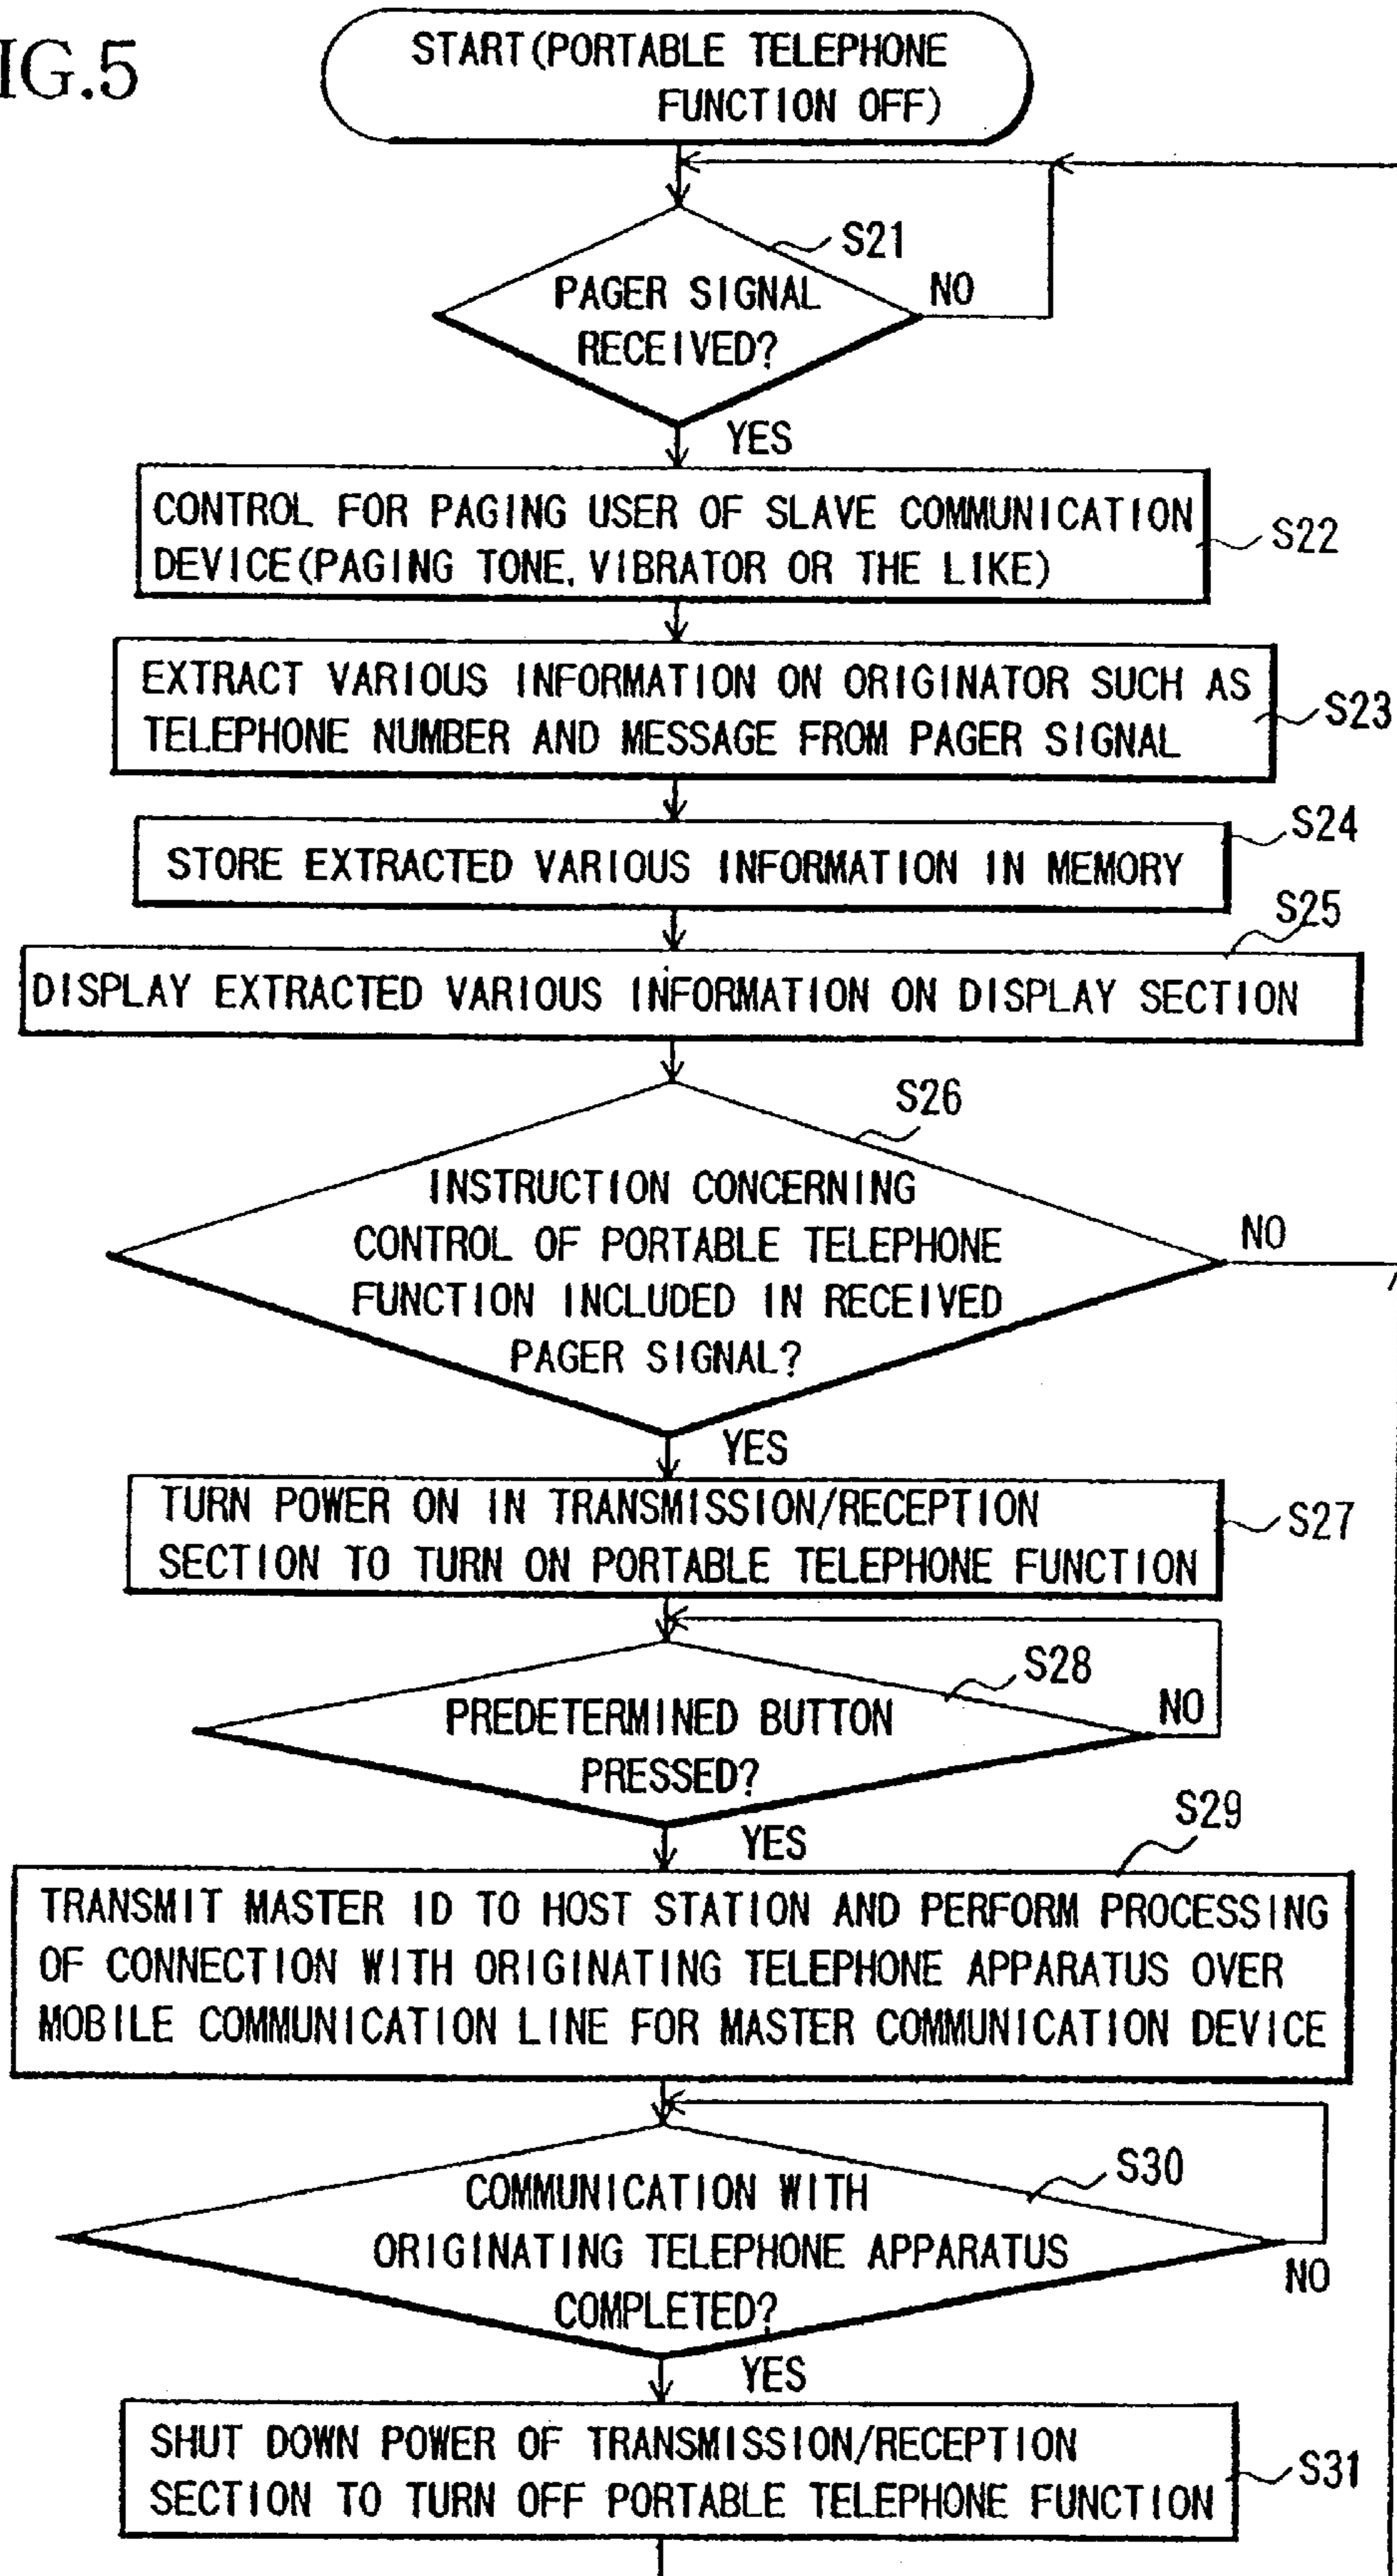 IG.5
START(PORTABLE TELEPHONE
FUNCTION OFF)
S21
PAGER SIGNAL
RECEIVED?
NO
YES
CONTROL FOR PAGING USER OF SLAVE COMMUNICATION
DEVICE(PAGING TONE, VIBRATOR OR THE LIKE)
S22
EXTRACT VARIOUS INFORMATION ON ORIGINATOR SUCH AS
TELEPHONE NUMBER AND MESSAGE FROM PAGER SIGNAL
S23
STORE EXTRACTED VARIOUS INFORMATION IN MEMORY
S24
S25
DISPLAY EXTRACTED VARIOUS INFORMATION ON DISPLAY SECTION
S26
INSTRUCTION CONCERNING
CONTROL OF PORTABLE TELEPHONE
FUNCTION INCLUDED IN RECEIVED
PAGER SIGNAL?
NO
YES
TURN POWER ON IN TRANSMISSION/RECEPTION
SECTION TO TURN ON PORTABLE TELEPHONE FUNCTION
S27
S28
PREDETERMINED BUTTON
PRESSED?
NO
YES
S29
TRANSMIT MASTER ID TO HOST STATION AND PERFORM PROCESSING
OF CONNECTION WITH ORIGINATING TELEPHONE APPARATUS OVER
MOBILE COMMUNICATION LINE FOR MASTER COMMUNICATION DEVICE
S30
COMMUNICATION WITH
ORIGINATING TELEPHONE APPARATUS
COMPLETED?
NO
YES
SHUT DOWN POWER OF TRANSMISSION/RECEPTION
SECTION TO TURN OFF PORTABLE TELEPHONE FUNCTION
S31